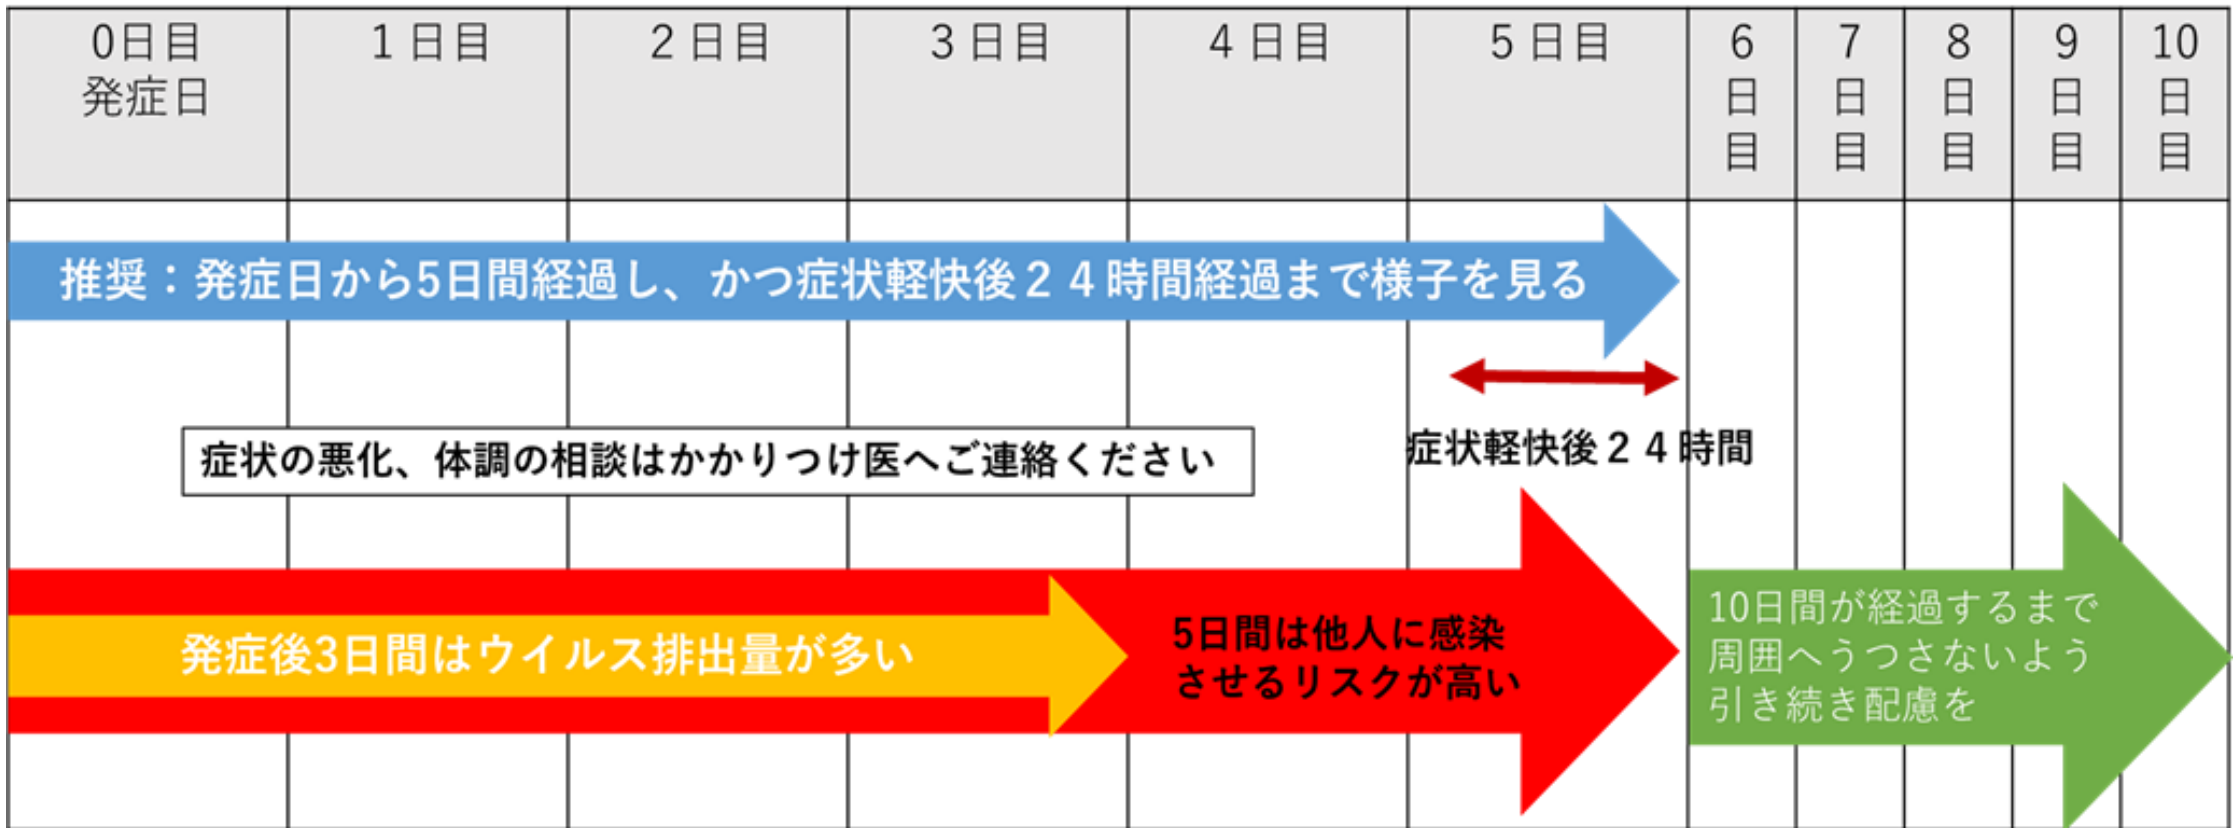 0日目
発症日
1日目
2日目
3日目
4日目
5日目
6
日
目
7
日
目
8
日
目
9
日
目
10
日
目
推奨：発症日から5日間経過し、かつ症状軽快後２４時間経過まで様子を見る
症状の悪化、体調の相談はかかりつけ医へご連絡ください
症状軽快後２４時間
発症後3日間はウイルス排出量が多い
5日間は他人に感染
させるリスクが高い
10日間が経過するまで
周囲へうつさないよう
引き続き配慮を